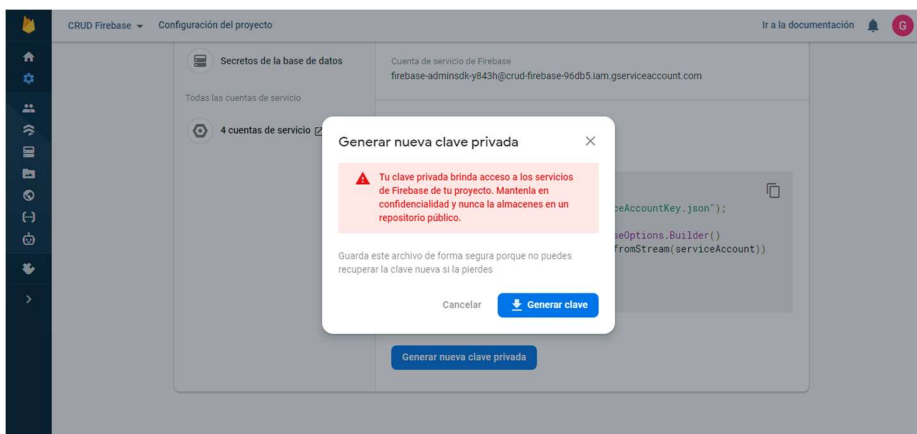 CRUD Firebase
Configuración del proyecto
Ir a la documentación
G
Secretos de la base de datos
Todas las cuentas de servicio
4 cuentas de servicio
Cuenta de servicio de Firebase
firebase-adminsdk-y843h@crud-firebase-96db5.iam.gserviceaccount.com
Generar nueva clave privada
Tu clave privada brinda acceso a los servicios
de Firebase de tu proyecto. Mantenla en
confidencialidad y nunca la almacenes en un
repositorio público.
Guarda este archivo de forma segura porque no puedes
recuperar la clave nueva si la pierdes
Cancelar
Generar clave
ceAccountKey.json");
seOptions.Builder()
fromStream(serviceAccount))
Generar nueva clave privada